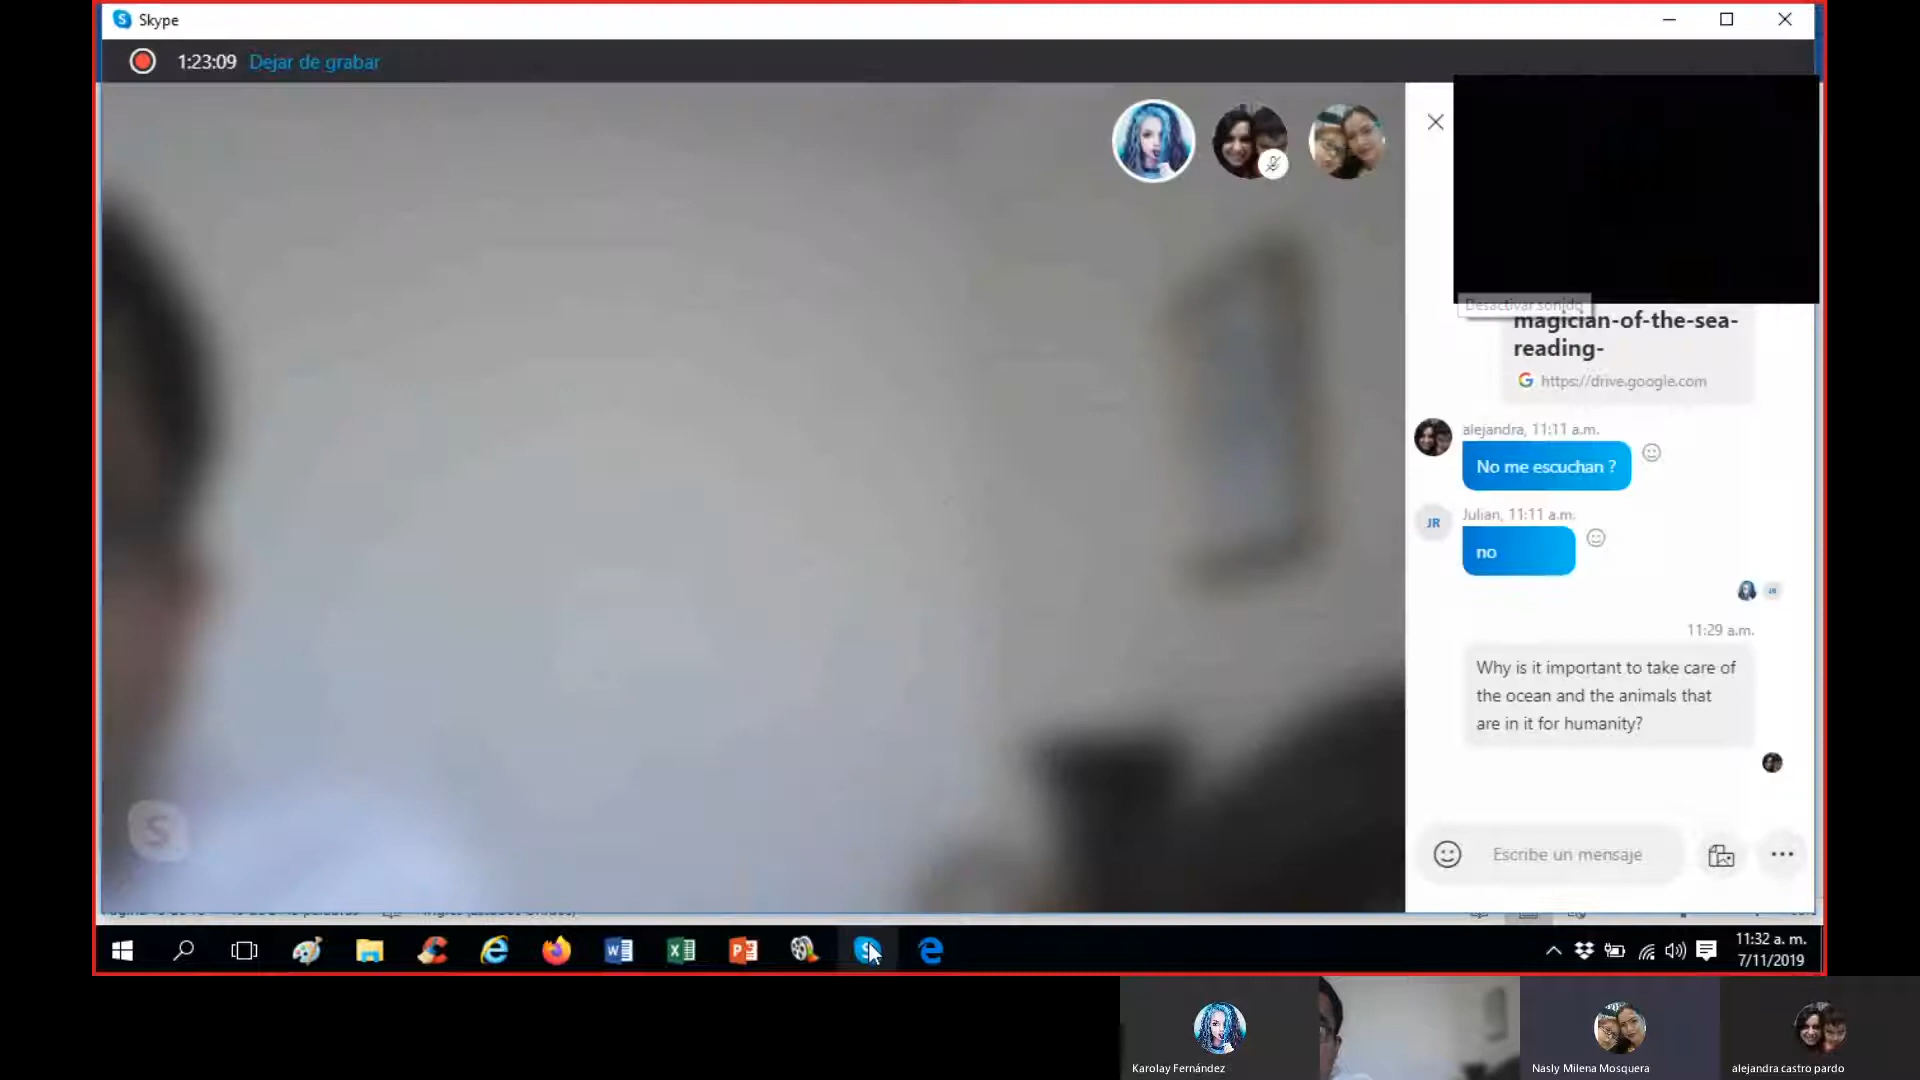 Skype
1:23:09 Dejar de grabar
Desactivar sonido
magician-of-the-sea-
reading-
https://drive.google.com
alejandra, 11:11 a.m.
No me escuchan ?
JR
Julian, 11:11 a.m.
no
JR
11:29 a.m.
Why is it important to take care of
the ocean and the animals that
are in it for humanity?
Escribe un mensaje
11:32 a. m.
7/11/2019
Karolay Fernández
Nasly Milena Mosquera
alejandra castro pardo